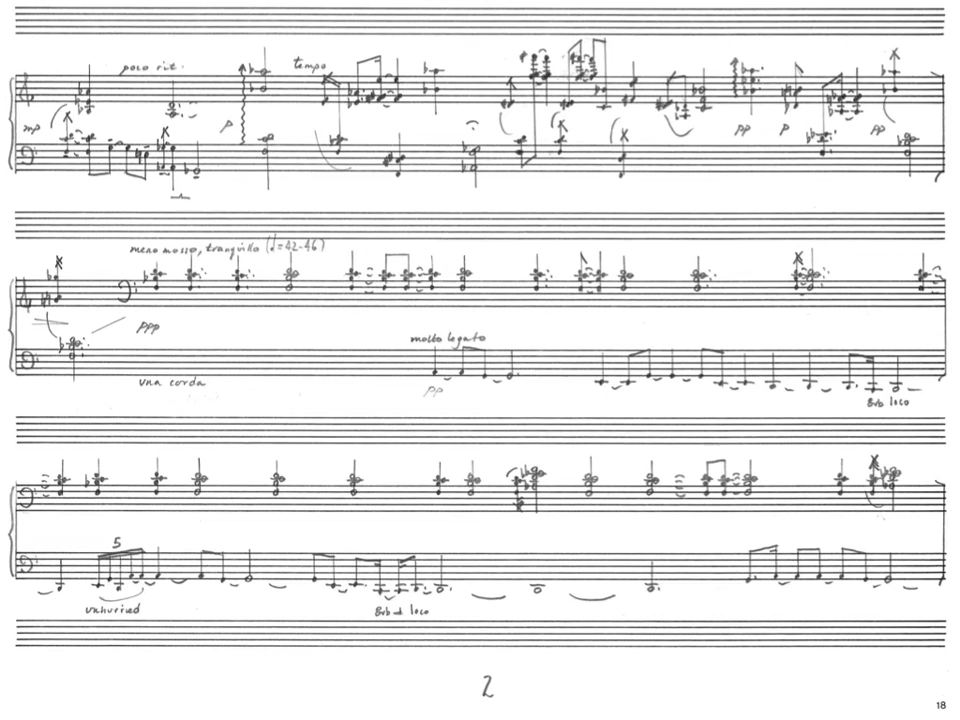 poco rit.
tempo
mp
p
pp
p
pp
meno mosso, tranquillo (♩=42-46)
ppp
molto legato
una corda
pp
8vb loco
5
unhurried
8vb loco
2
18